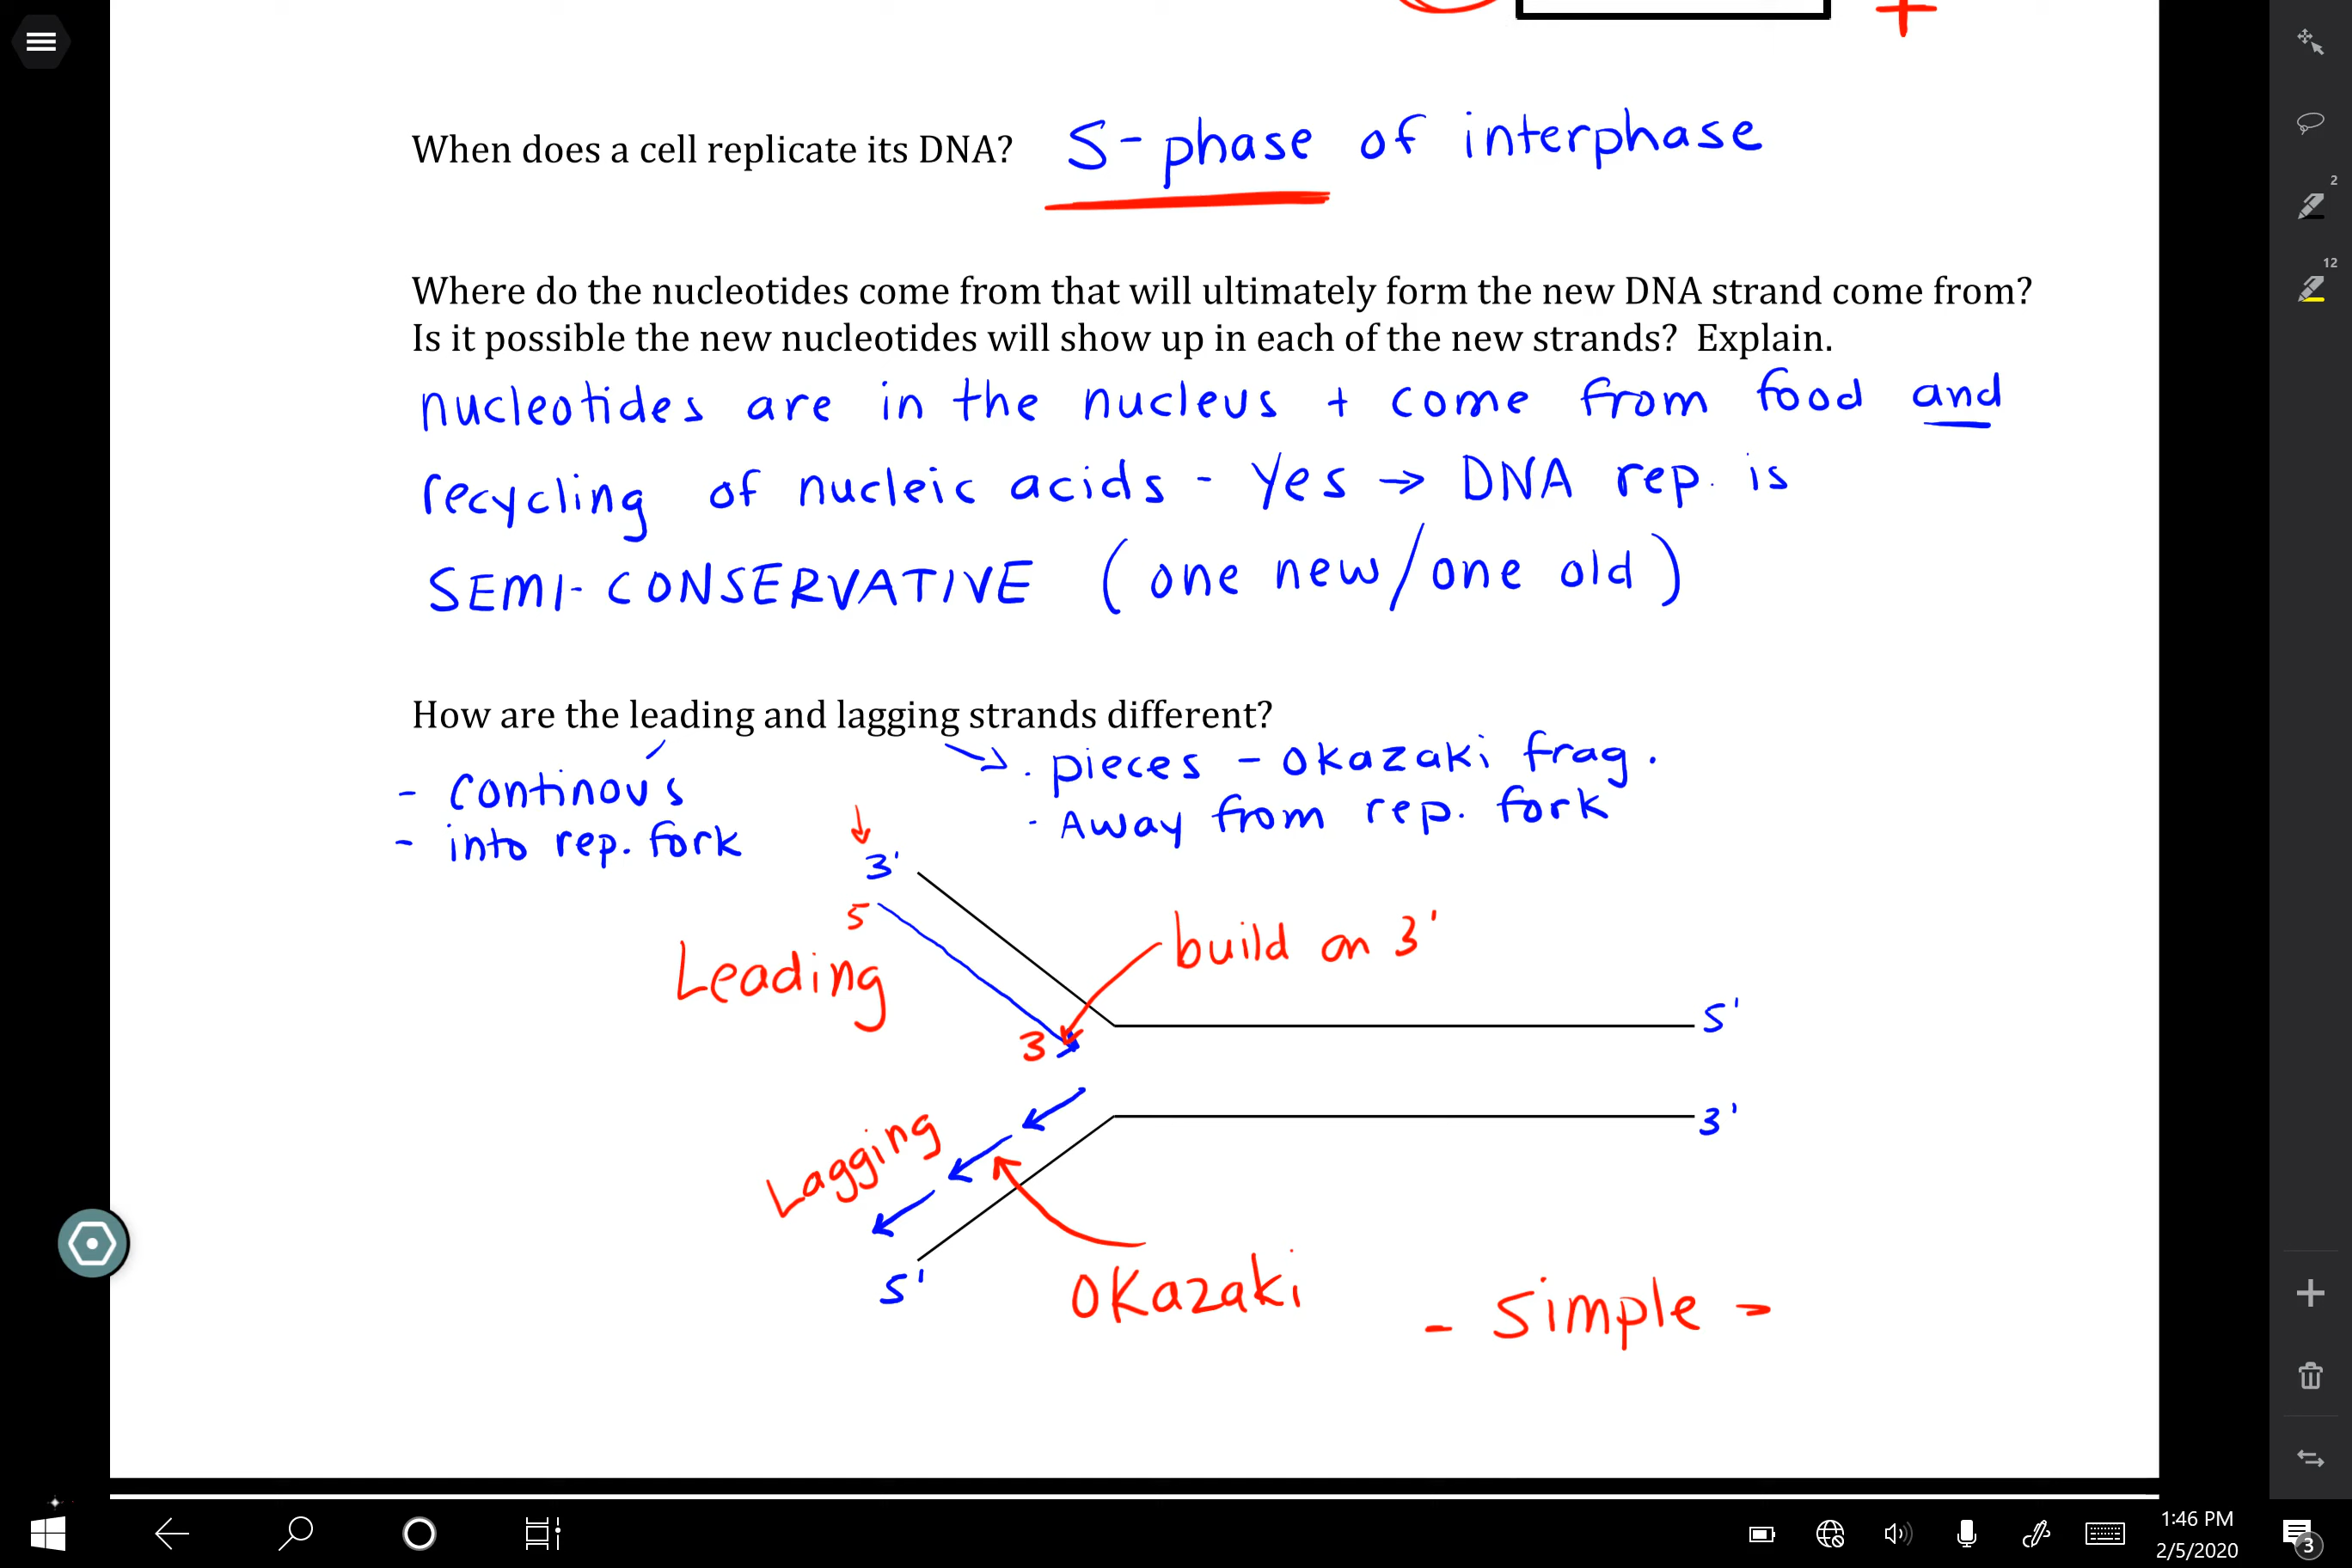 When does a cell replicate its DNA? S-phase of interphase
2
Where do the nucleotides come from that will ultimately form the new DNA strand come from?
12
Is it possible the new nucleotides will show up in each of the new strands? Explain.
nucleotides are in the nucleus + come from food and
recycling of nucleic acids - Yes → DNA rep. is
SEMI-CONSERVATIVE (one new/one old)
How are the leading and lagging strands different?
- continous
- into rep. fork
· pieces - okazaki frag.
· Away from rep. fork
3'
5
Leading
build on 3'
3
5'
3'
Lagging
5'
OKazaki
- Simple -
1:46 PM
2/5/2020
3